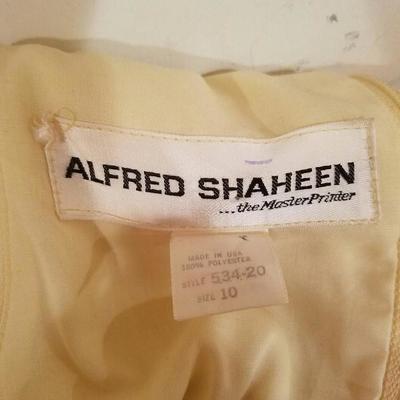 ALFRED SHAHEEN
...the Master Printer
MADE IN USA
100% POLYESTER
STYLE 534-20
SIZE 10